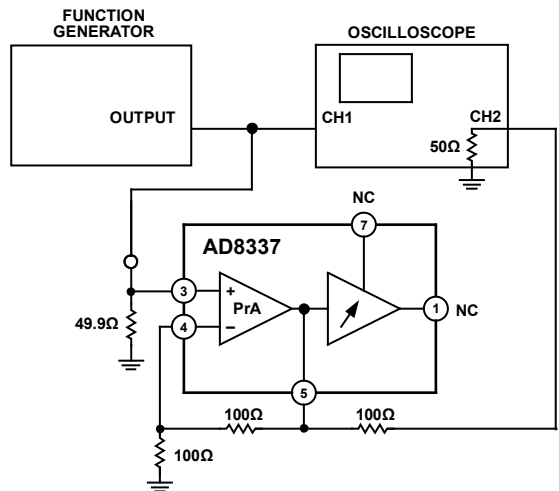 FUNCTION
GENERATOR
OSCILLOSCOPE
OUTPUT
CH1
CH2
50Ω
NC
7
AD8337
3
+
PrA
1
NC
49.9Ω
4
–
5
100Ω
100Ω
100Ω